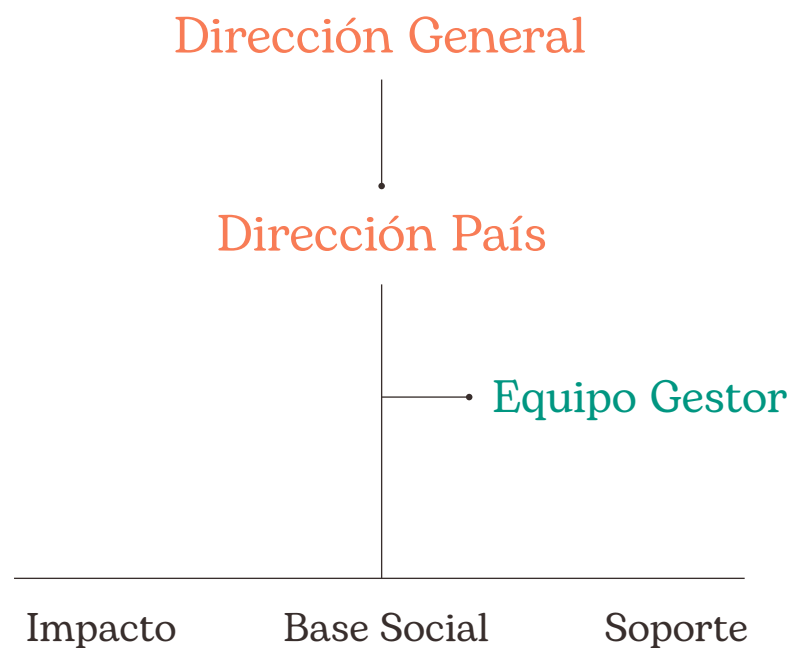 Dirección General
Dirección País
Equipo Gestor
Impacto Base Social Soporte